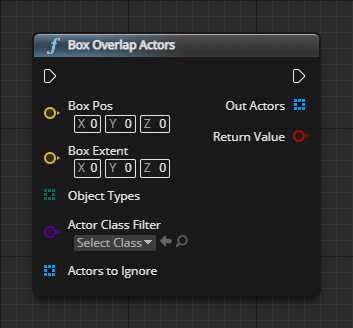 f Box Overlap Actors
Box Pos
Out Actors
X 0 Y 0 Z 0
Return Value
Box Extent
X 0 Y 0 Z 0
Object Types
Actor Class Filter
Select Class
Actors to Ignore